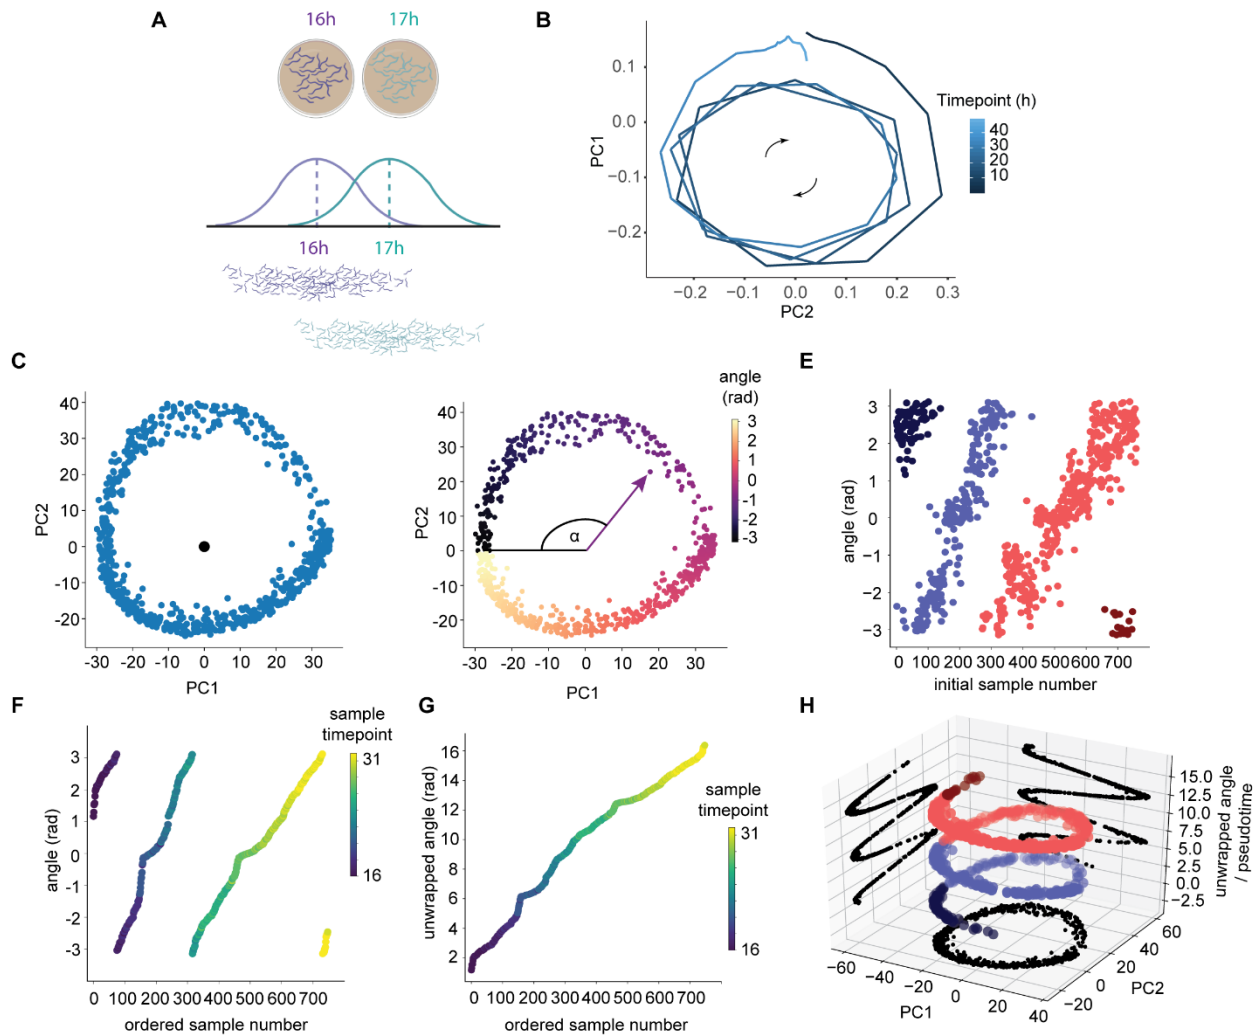 A
16h 17h
16h 17h
B
0.1
0.0
−0.1
−0.2
PC1
−0.2 −0.1 0.0 0.1 0.2 0.3
PC2
Timepoint (h)
40
30
20
10
C
40
30
20
10
0
-10
-20
PC2
-30 -20 -10 0 10 20 30
PC1
40
30
20
10
0
-10
-20
PC2
-30 -20 -10 0 10 20 30
PC1
α
angle
(rad)
3
2
1
0
-1
-2
-3
E
3
2
0
−1
−2
−3
angle (rad)
0 100 200 300 400 500 600 700
initial sample number
F
3
2
1
0
-1
-2
-3
angle (rad)
0 100 200 300 400 500 600 700
ordered sample number
sample
timepoint
31
16
G
16
14
12
10
8
6
4
2
unwrapped angle (rad)
0 100 200 300 400 500 600 700
ordered sample number
sample
timepoint
31
16
H
15.0
12.5
10.0
7.5
5.0
2.5
0.0
−2.5
unwrapped angle
/ pseudotime
−60 −40 −20 0 20 40
PC1
−20 0 20 40 60
PC2